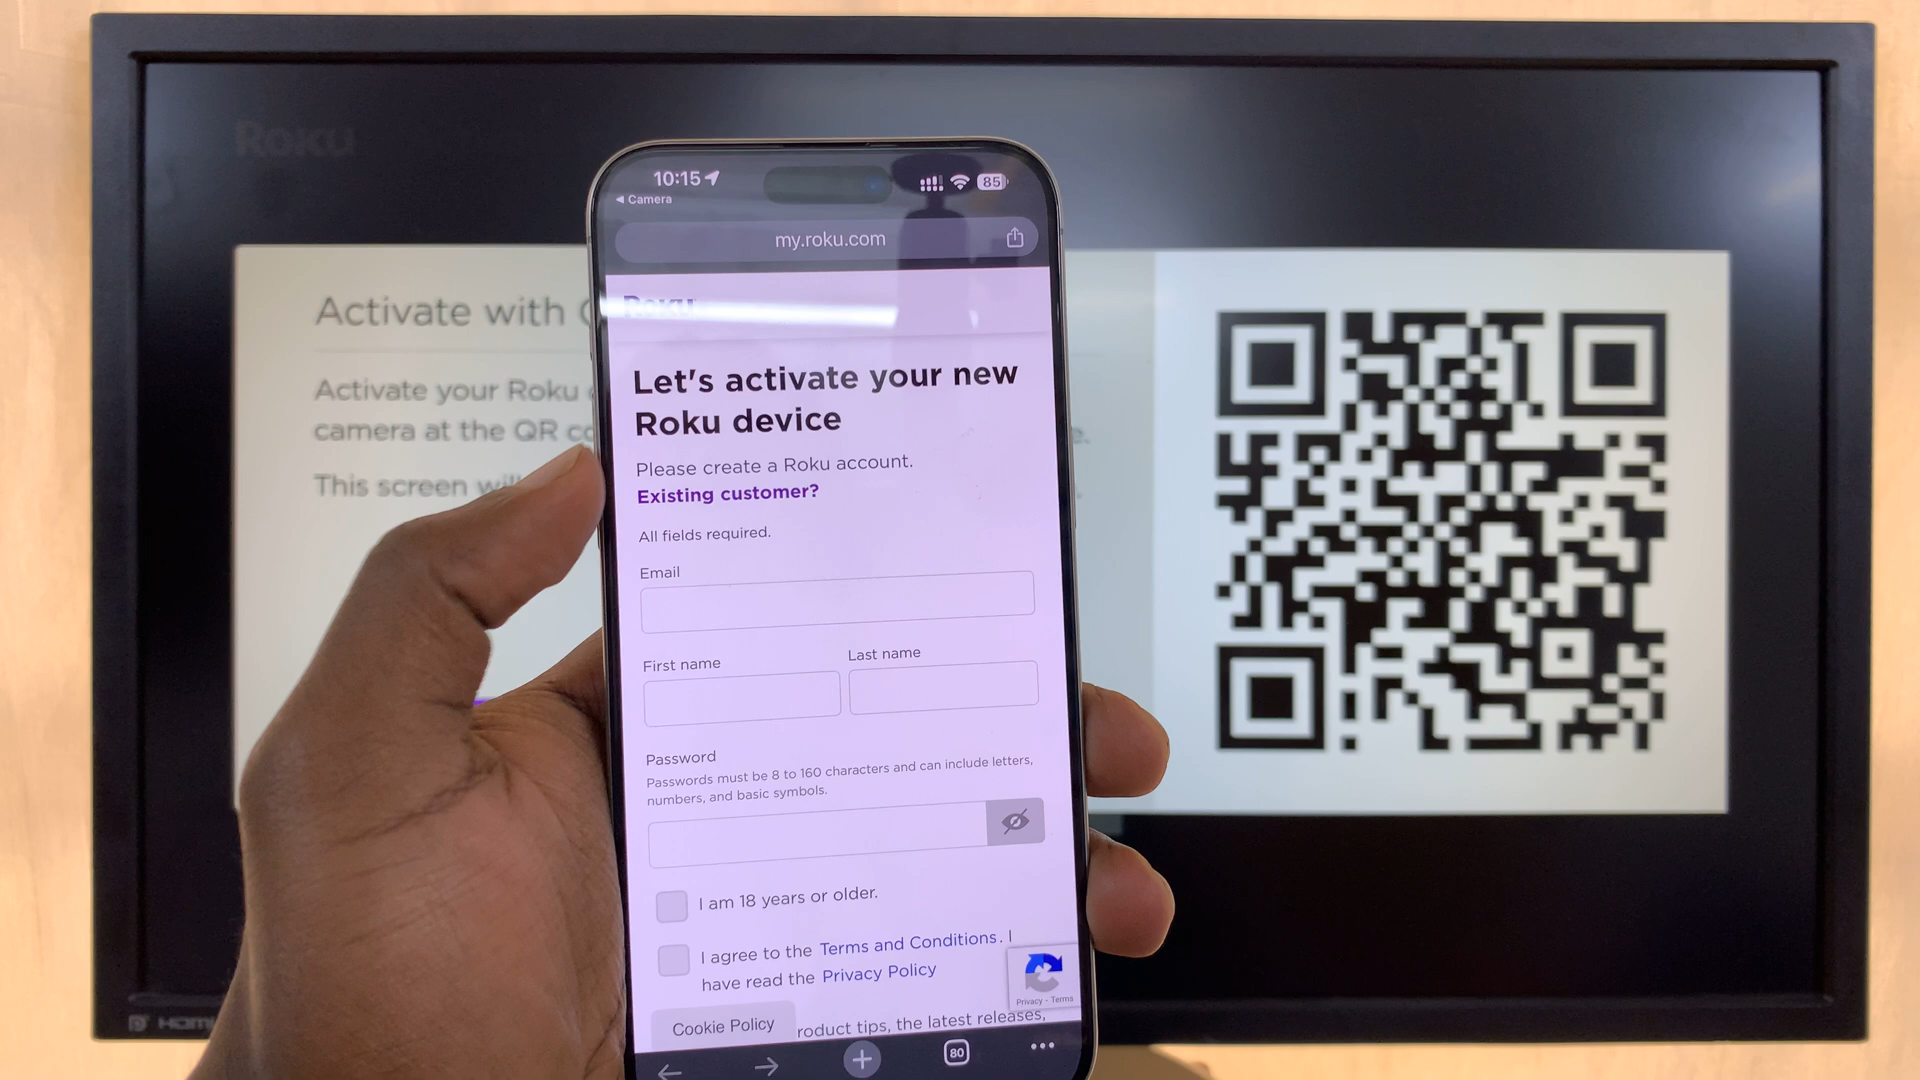 Roku
Activate with
Activate your Roku
camera at the QR
This screen
10:15
85
Camera
my.roku.com
Roku
Let's activate your new
Roku device
Please create a Roku account.
Existing customer?
All fields required.
Email
First name
Last name
Password
Passwords must be 8 to 160 characters and can include letters,
numbers, and basic symbols.
I am 18 years or older.
I agree to the Terms and Conditions. I
have read the Privacy Policy
Privacy - Terms
Cookie Policy
tips, the latest releases,
80